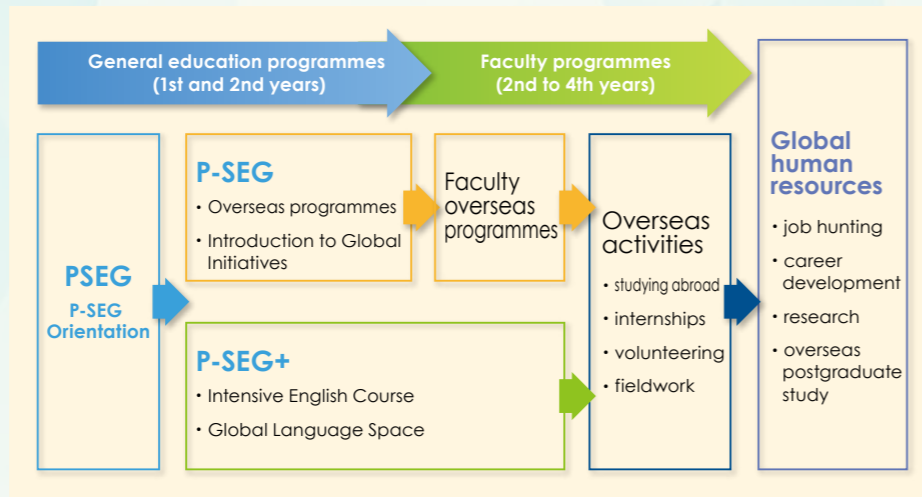 General education programmes
(1st and 2nd years)
Faculty programmes
(2nd to 4th years)
PSEG
P-SEG
Orientation
P-SEG
・Overseas programmes
・Introduction to Global
Initiatives
Faculty
overseas
programmes
P-SEG+
・Intensive English Course
・Global Language Space
Overseas
activities
・studying abroad
・internships
・volunteering
・fieldwork
Global
human
resources
・job hunting
・career
development
・research
・overseas
postgraduate
study